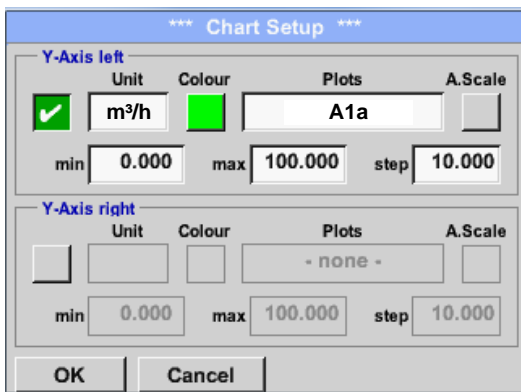 *** Chart Setup ***
Y-Axis left
Unit Colour Plots A.Scale
m³/h A1a
min 0.000 max 100.000 step 10.000
Y-Axis right
Unit Colour Plots A.Scale
- none -
min 0.000 max 100.000 step 10.000
OK Cancel